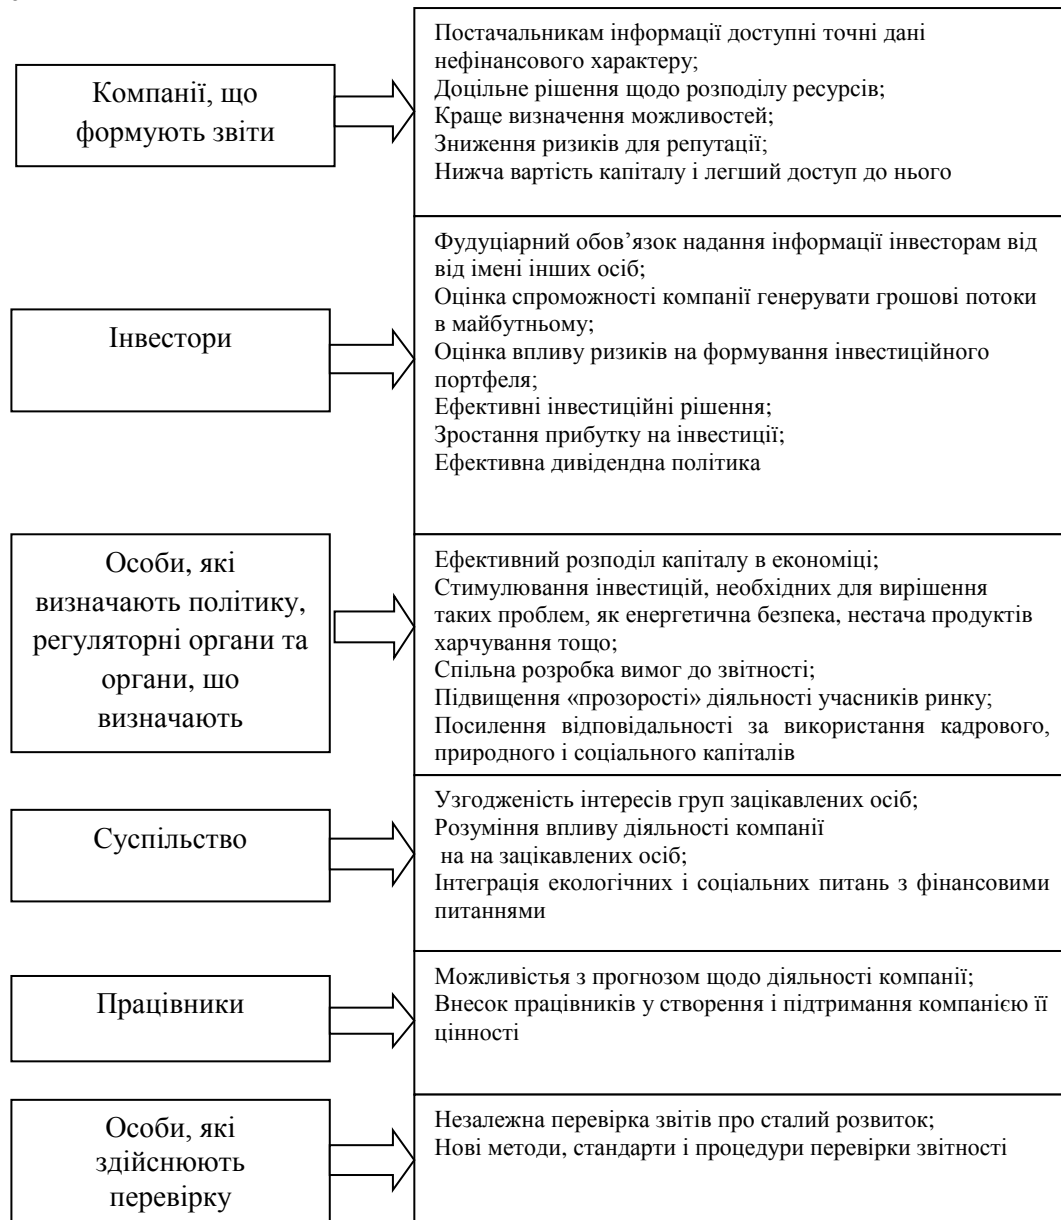 Компанії, що
формують звіти
Постачальникам інформації доступні точні дані
нефінансового характеру;
Доцільне рішення щодо розподілу ресурсів;
Краще визначення можливостей;
Зниження ризиків для репутації;
Нижча вартість капіталу і легший доступ до нього
Інвестори
Фудуціарний обов’язок надання інформації інвесторам від
від імені інших осіб;
Оцінка спроможності компанії генерувати грошові потоки
в майбутньому;
Оцінка впливу ризиків на формування інвестиційного
портфеля;
Ефективні інвестиційні рішення;
Зростання прибутку на інвестиції;
Ефективна дивідендна політика
Особи, які
визначають політику,
регуляторні органи та
органи, шо
визначають
Ефективний розподіл капіталу в економіці;
Стимулювання інвестицій, необхідних для вирішення
таких проблем, як енергетична безпека, нестача продуктів
харчування тощо;
Спільна розробка вимог до звітності;
Підвищення «прозорості» діяльності учасників ринку;
Посилення відповідальності за використання кадрового,
природного і соціального капіталів
Суспільство
Узгодженість інтересів груп зацікавлених осіб;
Розуміння впливу діяльності компанії
на на зацікавлених осіб;
Інтеграція екологічних і соціальних питань з фінансовими
питаннями
Працівники
Можливістья з прогнозом щодо діяльності компанії;
Внесок працівників у створення і підтримання компанією її
цінності
Особи, які
здійснюють
перевірку
Незалежна перевірка звітів про сталий розвиток;
Нові методи, стандарти і процедури перевірки звітності